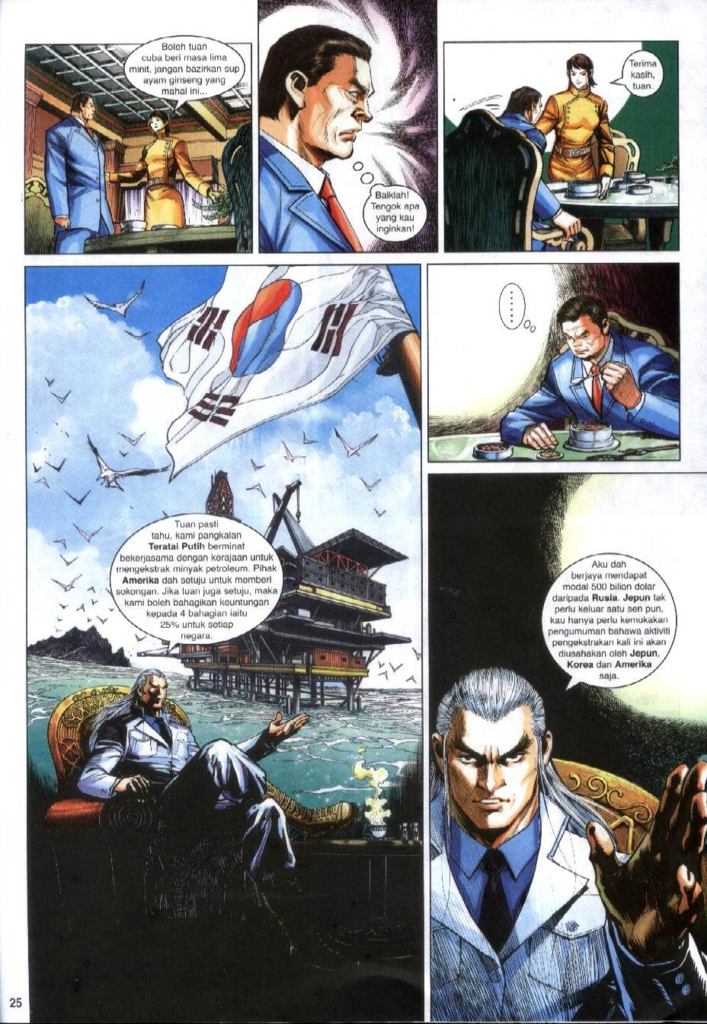 Boleh tuan
cuba beri masa lima
minit, jangan bazirkan sup
ayam ginseng yang
mahal ini...
Baiklah!
Tengok apa
yang kau
inginkan!
Terima
kasih,
tuan.
......
Tuan pasti
tahu, kami pangkalan
Teratai Putih berminat
bekerjasama dengan kerajaan untuk
mengekstrak minyak petroleum. Pihak
Amerika dah setuju untuk memberi
sokongan. Jika tuan juga setuju, maka
kami boleh bahagikan keuntungan
kepada 4 bahagian iaitu
25% untuk setiap
negara.
Aku dah
berjaya mendapat
modal 500 bilion dolar
daripada Rusia. Jepun tak
perlu keluar satu sen pun,
kau hanya perlu kemukakan
pengumuman bahawa aktiviti
pengekstrakan kali ini akan
diusahakan oleh Jepun,
Korea dan Amerika
saja.
25